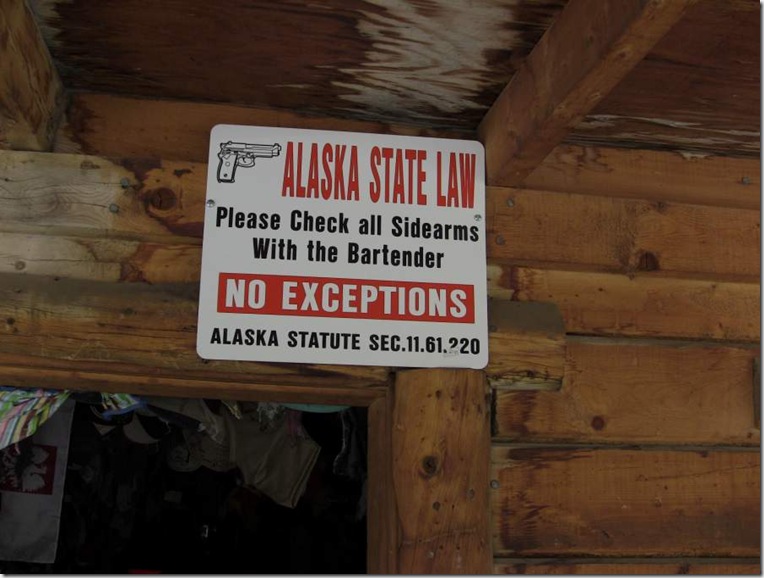 ALASKA STATE LAW
Please Check all Sidearms
With the Bartender
NO EXCEPTIONS
ALASKA STATUTE SEC.11.61.220